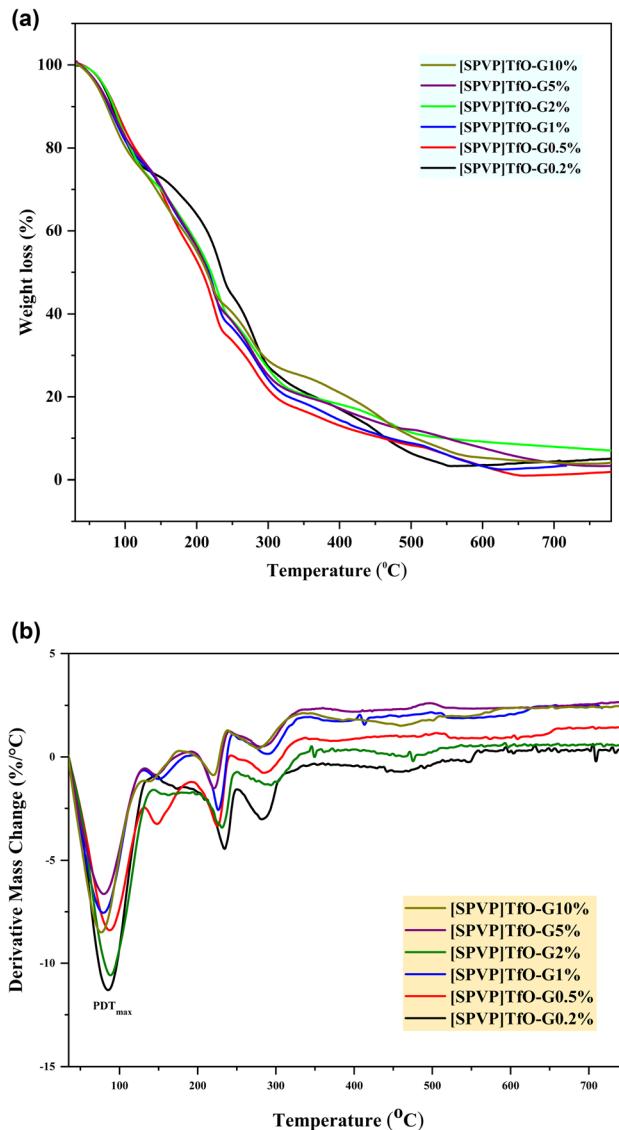 (a)
100
80
60
40
20
0
Weight loss (%)
[SPVP]TfO-G10%
[SPVP]TfO-G5%
[SPVP]TfO-G2%
[SPVP]TfO-G1%
[SPVP]TfO-G0.5%
[SPVP]TfO-G0.2%
100 200 300 400 500 600 700
Temperature (⁰C)
(b)
5
0
-5
-10
-15
Derivative Mass Change (%/°C)
PDTmax
[SPVP]TfO-G10%
[SPVP]TfO-G5%
[SPVP]TfO-G2%
[SPVP]TfO-G1%
[SPVP]TfO-G0.5%
[SPVP]TfO-G0.2%
100 200 300 400 500 600 700
Temperature (⁰C)